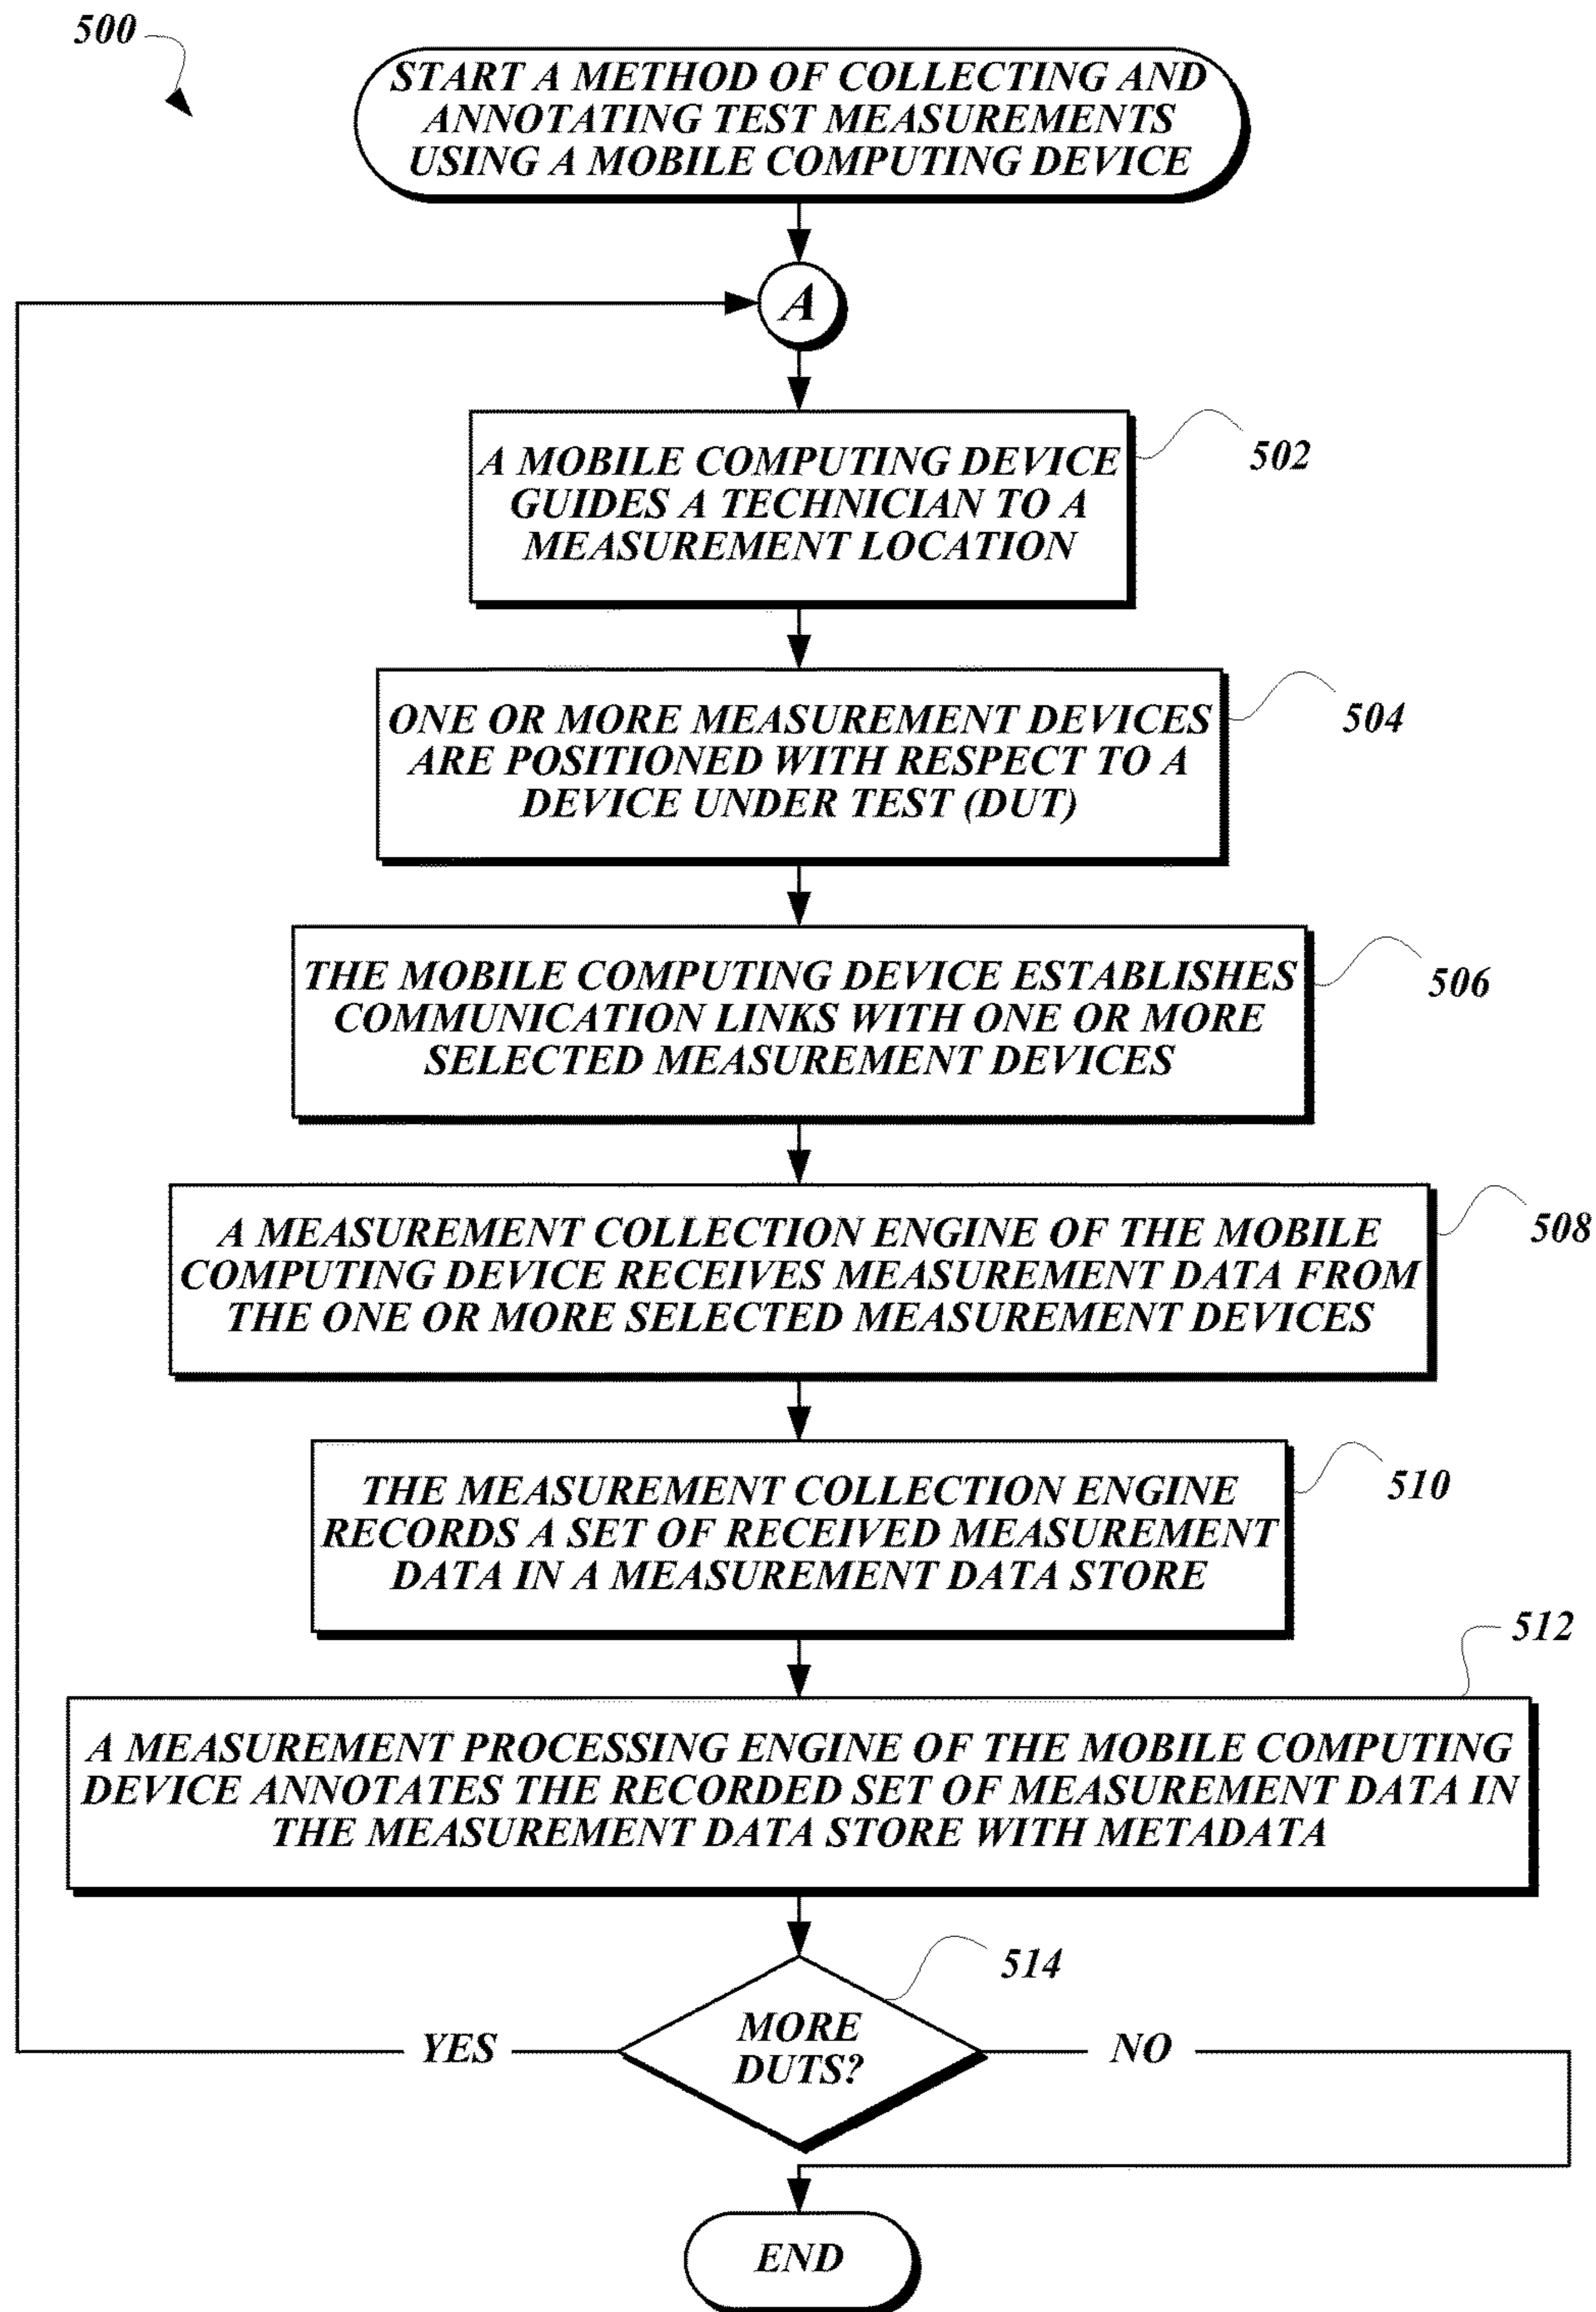 500
START A METHOD OF COLLECTING AND
ANNOTATING TEST MEASUREMENTS
USING A MOBILE COMPUTING DEVICE
A
A MOBILE COMPUTING DEVICE
GUIDES A TECHNICIAN TO A
MEASUREMENT LOCATION
502
ONE OR MORE MEASUREMENT DEVICES
ARE POSITIONED WITH RESPECT TO A
DEVICE UNDER TEST (DUT)
504
THE MOBILE COMPUTING DEVICE ESTABLISHES
COMMUNICATION LINKS WITH ONE OR MORE
SELECTED MEASUREMENT DEVICES
506
A MEASUREMENT COLLECTION ENGINE OF THE MOBILE
COMPUTING DEVICE RECEIVES MEASUREMENT DATA FROM
THE ONE OR MORE SELECTED MEASUREMENT DEVICES
508
THE MEASUREMENT COLLECTION ENGINE
RECORDS A SET OF RECEIVED MEASUREMENT
DATA IN A MEASUREMENT DATA STORE
510
512
A MEASUREMENT PROCESSING ENGINE OF THE MOBILE COMPUTING
DEVICE ANNOTATES THE RECORDED SET OF MEASUREMENT DATA IN
THE MEASUREMENT DATA STORE WITH METADATA
514
MORE
DUTS?
YES
NO
END